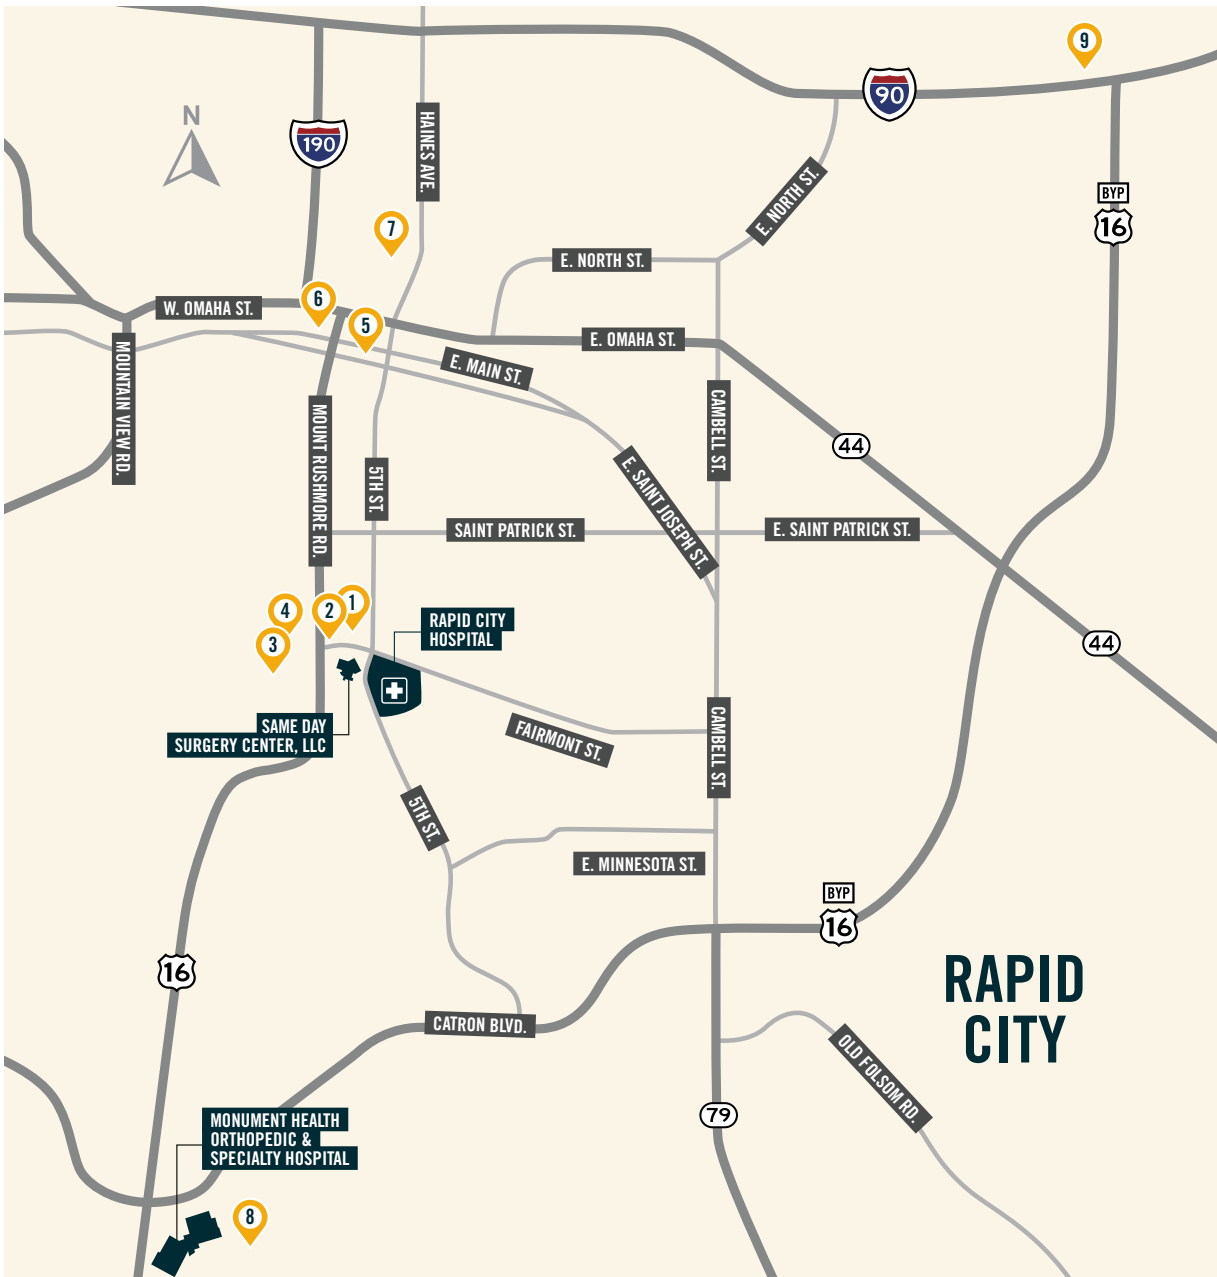 9
90
N
190
HAINES AVE.
E. NORTH ST.
BYP
16
7
E. NORTH ST.
6
W. OMAHA ST.
5
E. OMAHA ST.
MOUNTAIN VIEW RD.
E. MAIN ST.
CAMBELL ST.
MOUNT RUSHMORE RD.
44
5TH ST.
E. SAINT JOSEPH ST.
SAINT PATRICK ST.
E. SAINT PATRICK ST.
4
2
1
3
RAPID CITY
HOSPITAL
44
SAME DAY
SURGERY CENTER, LLC
FAIRMONT ST.
CAMBELL ST.
5TH ST.
E. MINNESOTA ST.
BYP
16
16
RAPID
CITY
CATRON BLVD.
OLD FOLSOM RD.
79
MONUMENT HEALTH
ORTHOPEDIC &
SPECIALTY HOSPITAL
8